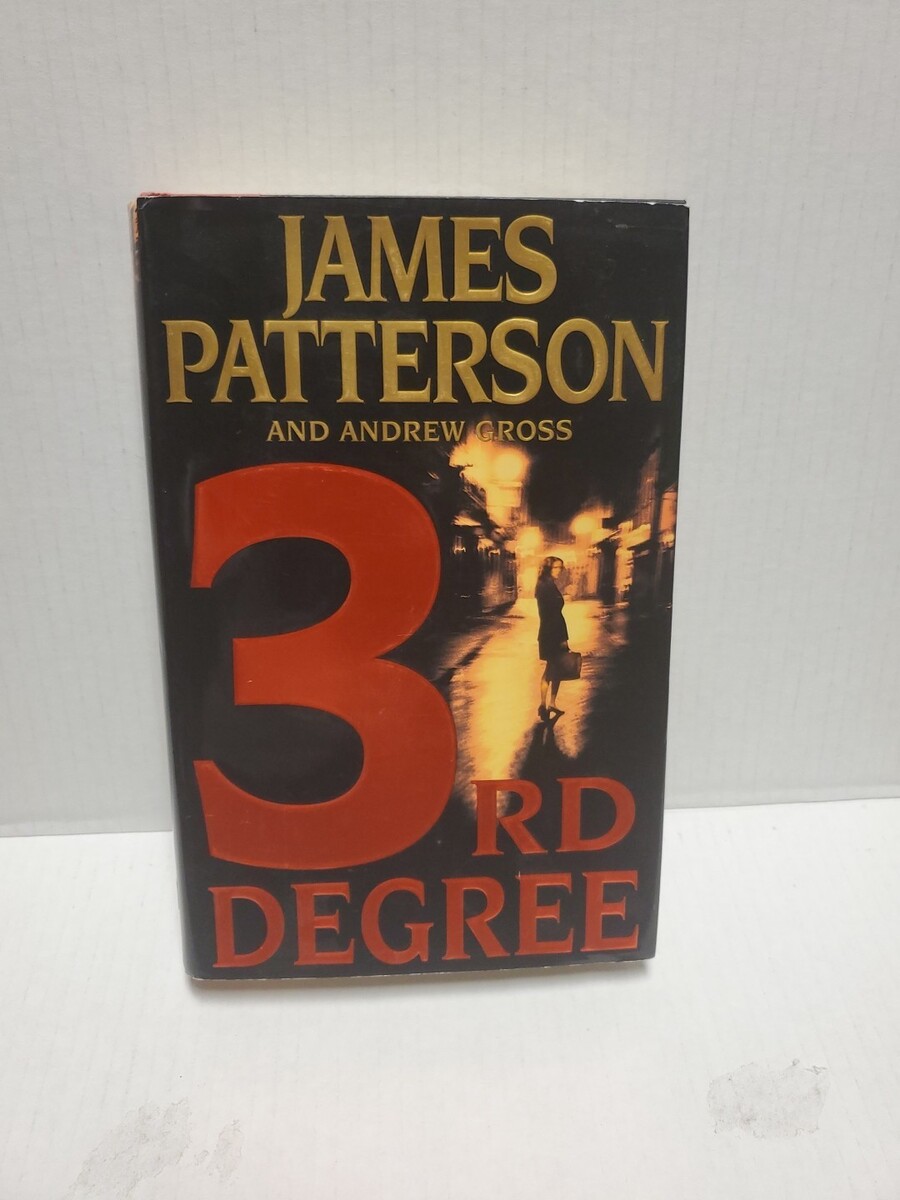 JAMES
PATTERSON
AND ANDREW GROSS
3RD
DEGREE